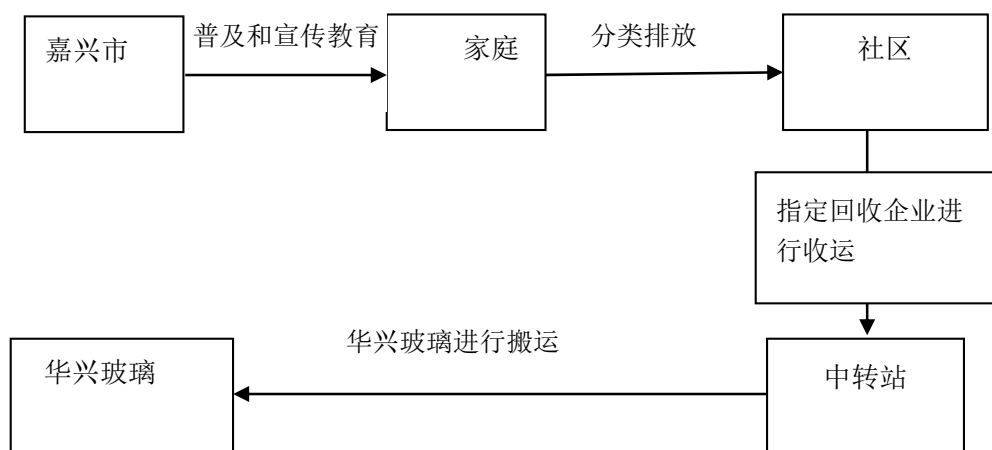 嘉兴市
普及和宣传教育
家庭
分类排放
社区
指定回收企业进
行收运
中转站
华兴玻璃进行搬运
华兴玻璃